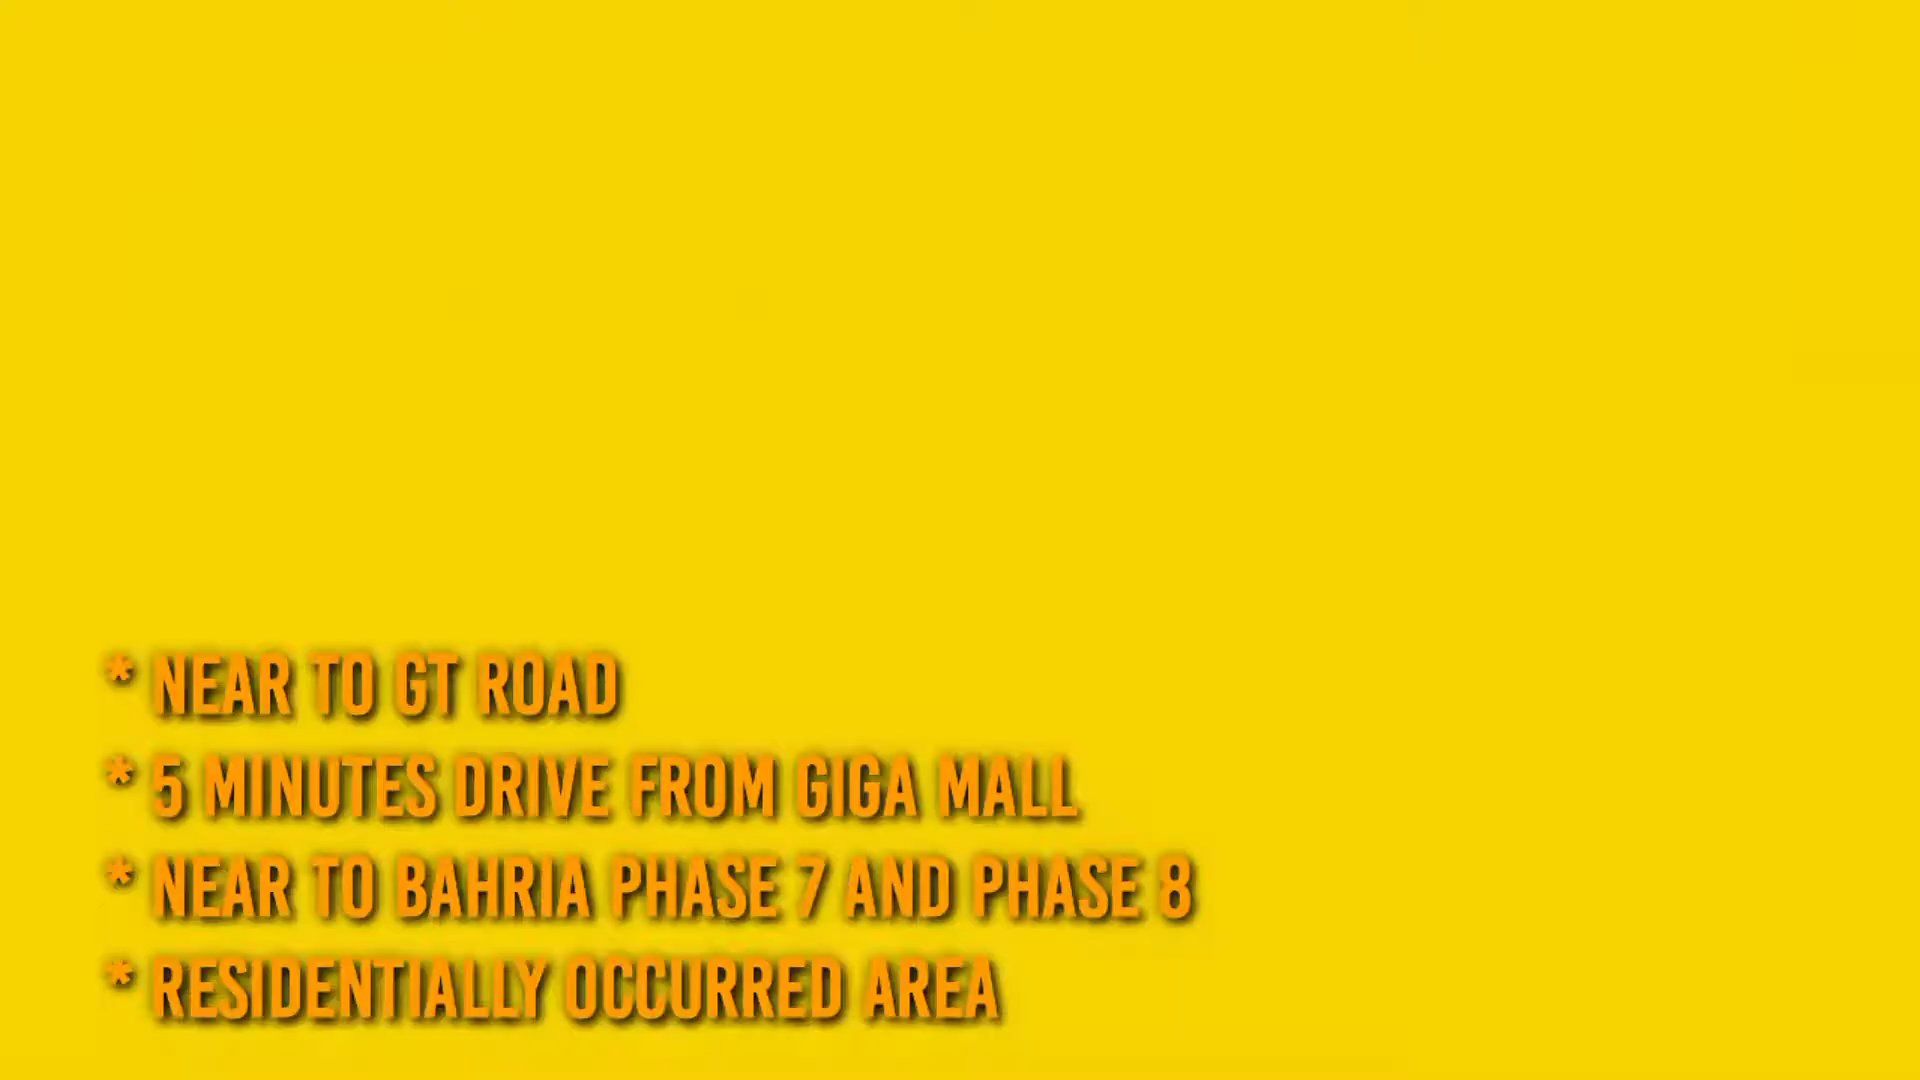 * NEAR TO GT ROAD
* 5 MINUTES DRIVE FROM GIGA MALL
* NEAR TO BAHRIA PHASE 7 AND PHASE 8
* RESIDENTIALLY OCCURRED AREA